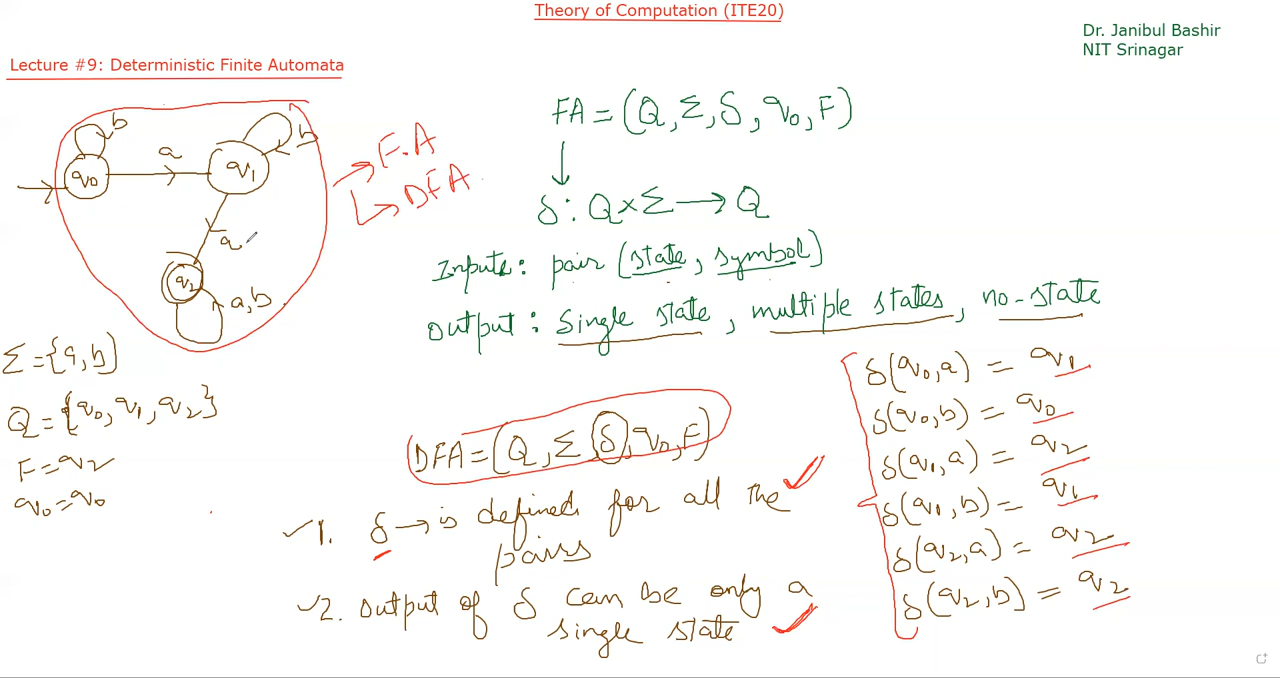 Theory of Computation (ITE20)
Dr. Janibul Bashir
NIT Srinagar
Lecture #9: Deterministic Finite Automata
b
q0
a
q1
b
a
q2
a,b
F.A
DFA
FA = (Q, Σ, δ, q0, F)
δ: Q × Σ → Q
Inputs: pair (state, symbol)
Output: Single state, multiple states, no-state
Σ = {a, b}
Q = {q0, q1, q2}
F = q2
q0 = q0
DFA = (Q, Σ, δ, q0, F)
1. δ → is defined for all the
pairs
2. Output of δ can be only a
single state
δ(q0, a) = q1
δ(q0, b) = q0
δ(q1, a) = q2
δ(q1, b) = q1
δ(q2, a) = q2
δ(q2, b) = q2